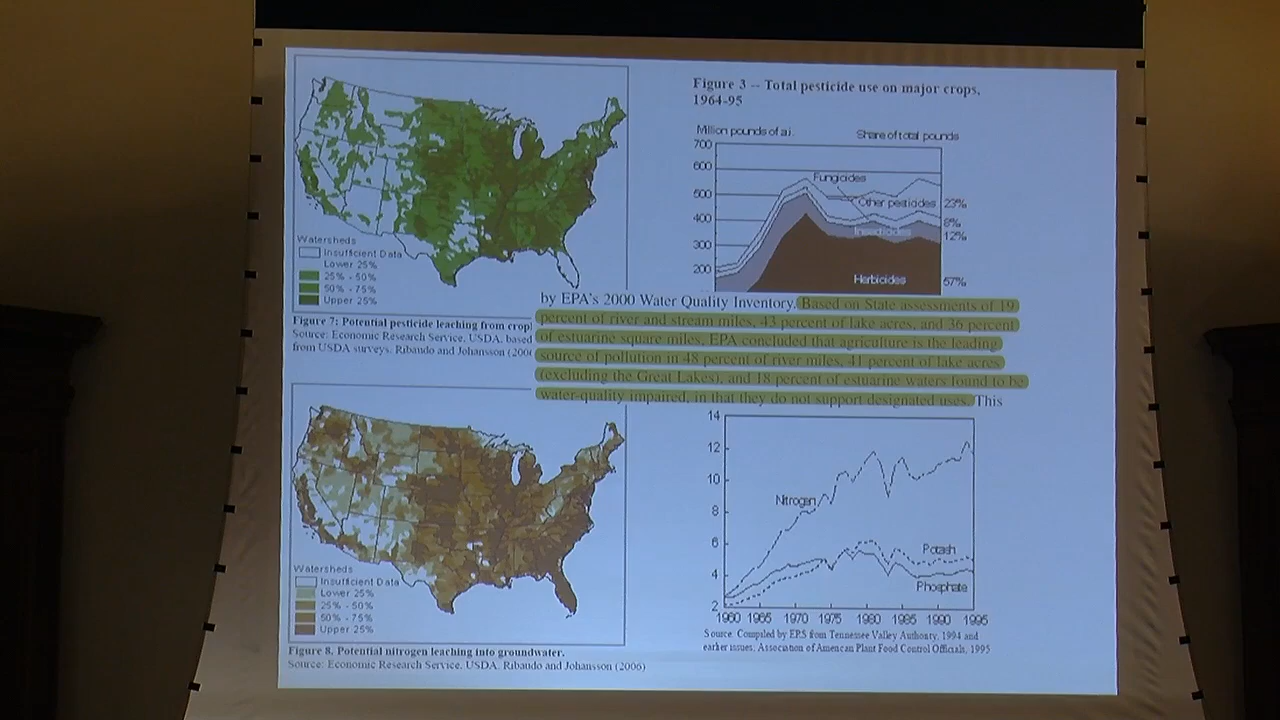 Watersheds
Insufficient Data
Lower 25%
25% - 50%
50% - 75%
Upper 25%
Figure 7: Potential pesticide leaching from crop
Source: Economic Research Service, USDA. based
from USDA surveys. Ribaudo and Johansson (200
Figure 3 -- Total pesticide use on major crops,
1964-95
Million pounds of a.i.
Share of total pounds
700
600
500
400
300
200
Fungicides
Other pesticides
Insecticides
Herbicides
23%
8%
12%
57%
by EPA's 2000 Water Quality Inventory. Based on State assessments of 19
percent of river and stream miles, 43 percent of lake acres, and 36 percent
of estuarine square miles, EPA concluded that agriculture is the leading
source of pollution in 48 percent of river miles, 41 percent of lake acres
(excluding the Great Lakes), and 18 percent of estuarine waters found to be
water-quality impaired, in that they do not support designated uses. This
Watersheds
Insufficient Data
Lower 25%
25% - 50%
50% - 75%
Upper 25%
Figure 8. Potential nitrogen leaching into groundwater.
Source: Economic Research Service, USDA. Ribaudo and Johansson (2006)
14
12
10
8
6
4
2
Nitrogen
Potash
Phosphate
1960 1965 1970 1975 1980 1985 1990 1995
Source: Compiled by ERS from Tennessee Valley Authority, 1994 and
earlier issues; Association of American Plant Food Control Officials, 1995